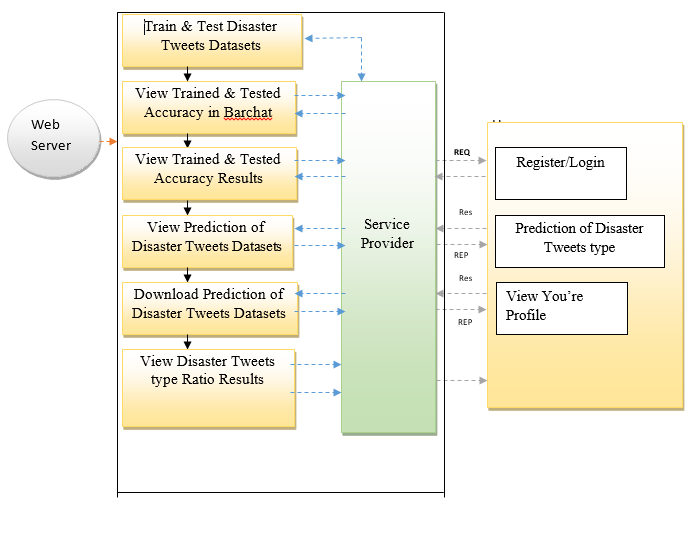 Train & Test Disaster
Tweets Datasets
View Trained & Tested
Accuracy in Barchat
View Trained & Tested
Accuracy Results
View Prediction of
Disaster Tweets Datasets
Download Prediction of
Disaster Tweets Datasets
View Disaster Tweets
type Ratio Results
Web
Server
Service
Provider
REQ
Res
REP
Res
REP
Register/Login
Prediction of Disaster
Tweets type
View You’re
Profile